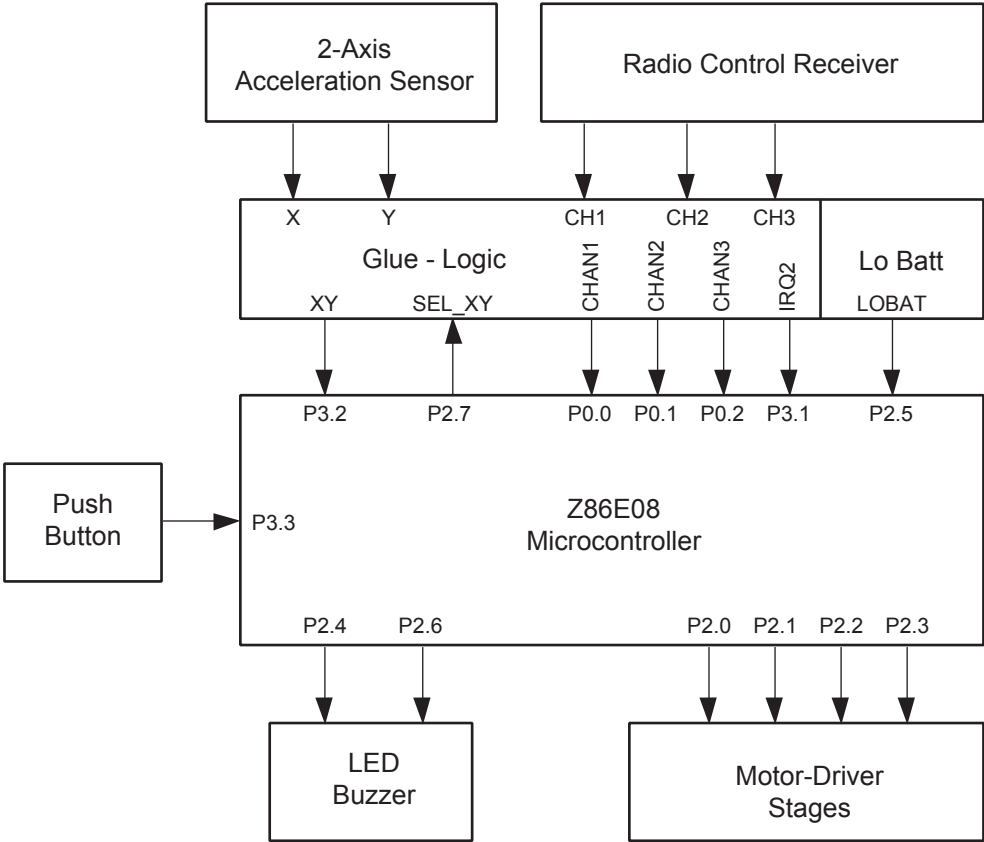 2-Axis
Acceleration Sensor
Radio Control Receiver
X Y CH1 CH2 CH3
Glue - Logic
CHAN1
CHAN2
CHAN3
IRQ2
Lo Batt
XY SEL_XY LOBAT
P3.2 P2.7 P0.0 P0.1 P0.2 P3.1 P2.5
Push
Button
P3.3
Z86E08
Microcontroller
P2.4 P2.6 P2.0 P2.1 P2.2 P2.3
LED
Buzzer
Motor-Driver
Stages